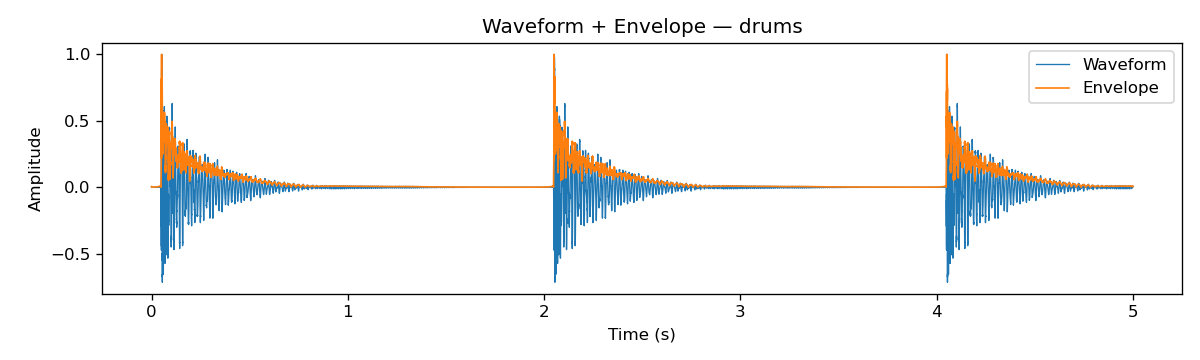 Waveform + Envelope — drums
Waveform
Envelope
Amplitude
1.0
0.5
0.0
−0.5
0
1
2
3
4
5
Time (s)